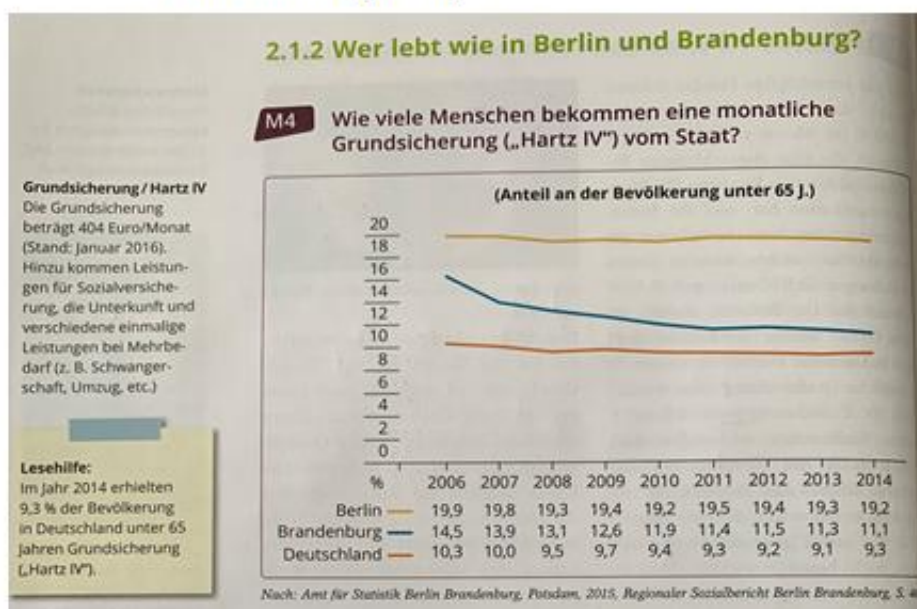 2.1.2 Wer lebt wie in Berlin und Brandenburg?
M4
Wie viele Menschen bekommen eine monatliche
Grundsicherung („Hartz IV“) vom Staat?
Grundsicherung / Hartz IV
Die Grundsicherung
beträgt 404 Euro/Monat
(Stand: Januar 2016).
Hinzu kommen Leistun-
gen für Sozialversiche-
rung, die Unterkunft und
verschiedene einmalige
Leistungen bei Mehrbe-
darf (z. B. Schwanger-
schaft, Umzug, etc.)
Lesehilfe:
Im Jahr 2014 erhielten
9,3 % der Bevölkerung
in Deutschland unter 65
Jahren Grundsicherung
(„Hartz IV“).
(Anteil an der Bevölkerung unter 65 J.)
20
18
16
14
12
10
8
6
4
2
0
% 2006 2007 2008 2009 2010 2011 2012 2013 2014
Berlin 19,9 19,8 19,3 19,4 19,2 19,5 19,4 19,3 19,2
Brandenburg 14,5 13,9 13,1 12,6 11,9 11,4 11,5 11,3 11,1
Deutschland 10,3 10,0 9,5 9,7 9,4 9,3 9,2 9,1 9,3
Nach: Amt für Statistik Berlin Brandenburg, Potsdam, 2015, Regionaler Sozialbericht Berlin Brandenburg, S.